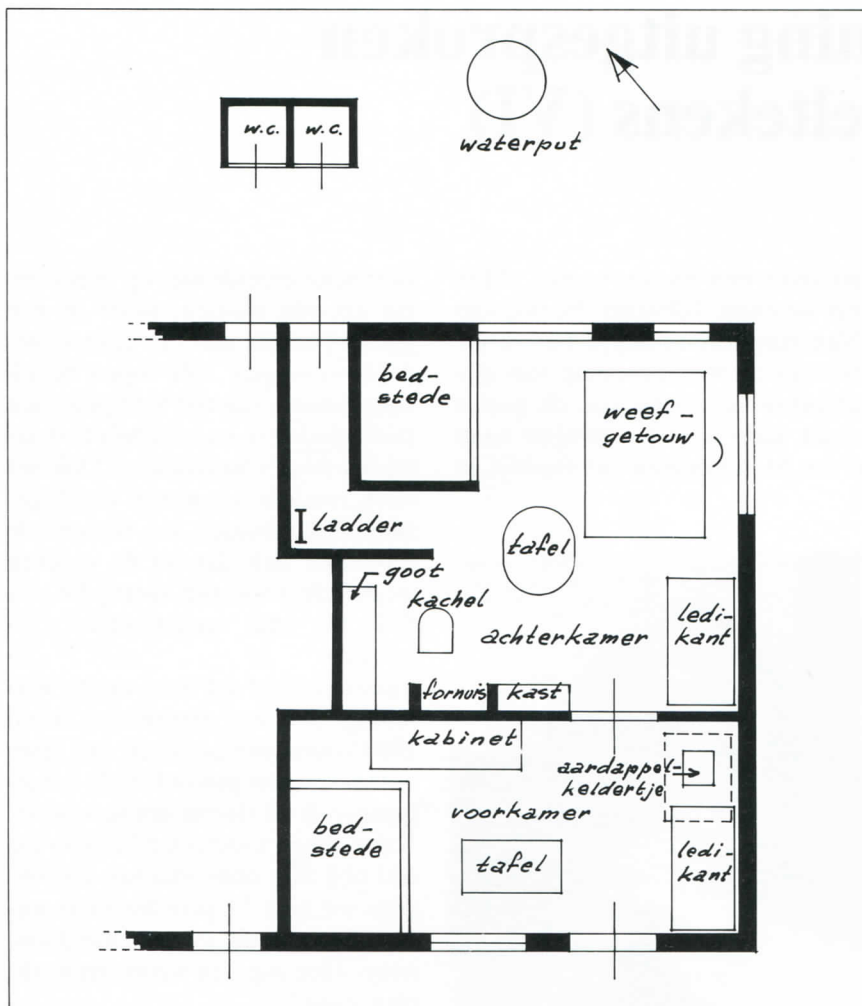 w.c. w.c.
waterput
bed-
stede
weef-
getouw
ladder
tafel
goot
kachel
ledi-
kant
achterkamer
fornuis kast
kabinet
aardappel-
keldertje
voorkamer
bed-
stede
tafel
ledi-
kant